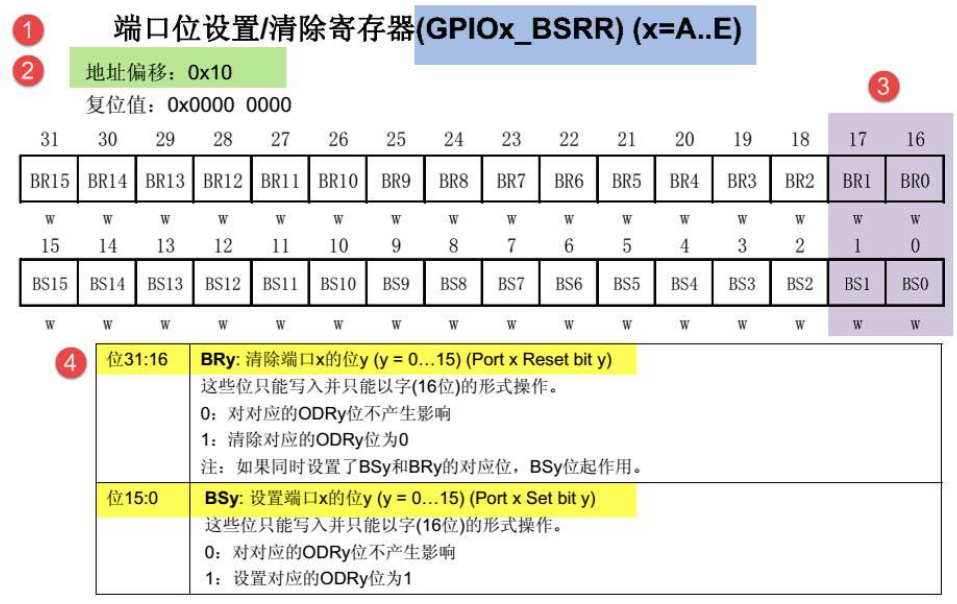 1 端口位设置/清除寄存器(GPIOx_BSRR) (x=A..E)
2 地址偏移：0x10
复位值：0x0000 0000
3
31 30 29 28 27 26 25 24 23 22 21 20 19 18 17 16
BR15 BR14 BR13 BR12 BR11 BR10 BR9 BR8 BR7 BR6 BR5 BR4 BR3 BR2 BR1 BR0
w w w w w w w w w w w w w w w w
15 14 13 12 11 10 9 8 7 6 5 4 3 2 1 0
BS15 BS14 BS13 BS12 BS11 BS10 BS9 BS8 BS7 BS6 BS5 BS4 BS3 BS2 BS1 BS0
w w w w w w w w w w w w w w w w
4 位31:16 BRy: 清除端口x的位y (y = 0…15) (Port x Reset bit y)
这些位只能写入并只能以字(16位)的形式操作。
0：对对应的ODRy位不产生影响
1：清除对应的ODRy位为0
注：如果同时设置了BSy和BRy的对应位，BSy位起作用。
位15:0 BSy: 设置端口x的位y (y = 0…15) (Port x Set bit y)
这些位只能写入并只能以字(16位)的形式操作。
0：对对应的ODRy位不产生影响
1：设置对应的ODRy位为1